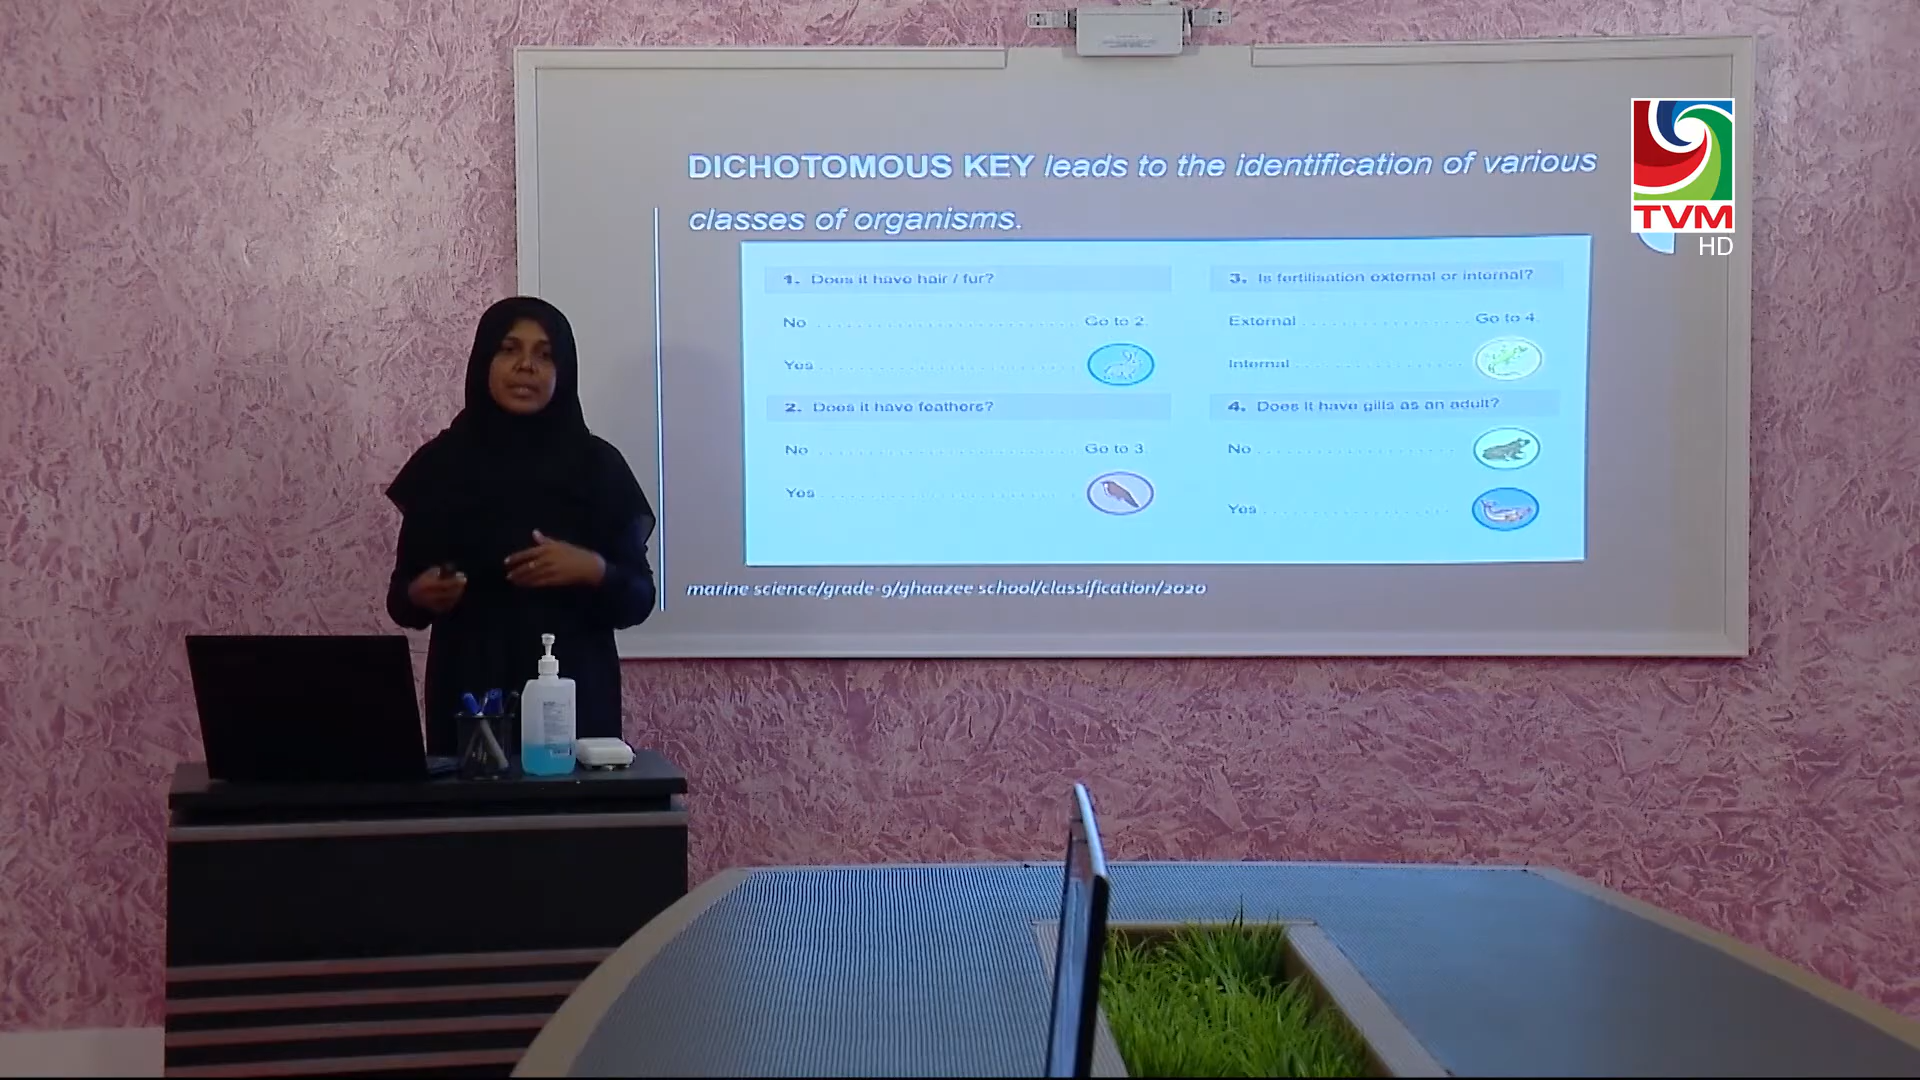 DICHOTOMOUS KEY leads to the identification of various
classes of organisms.
1. Does it have hair / fur?
No ............................ Go to 2.
Yes ............................
2. Does it have feathers?
No ............................ Go to 3.
Yes ............................
3. Is fertilisation external or internal?
External .................. Go to 4.
Internal ..................
4. Does it have gills as an adult?
No ......................
Yes ......................
marine science/grade-9/ghaazee school/classification/2020
TVM
HD